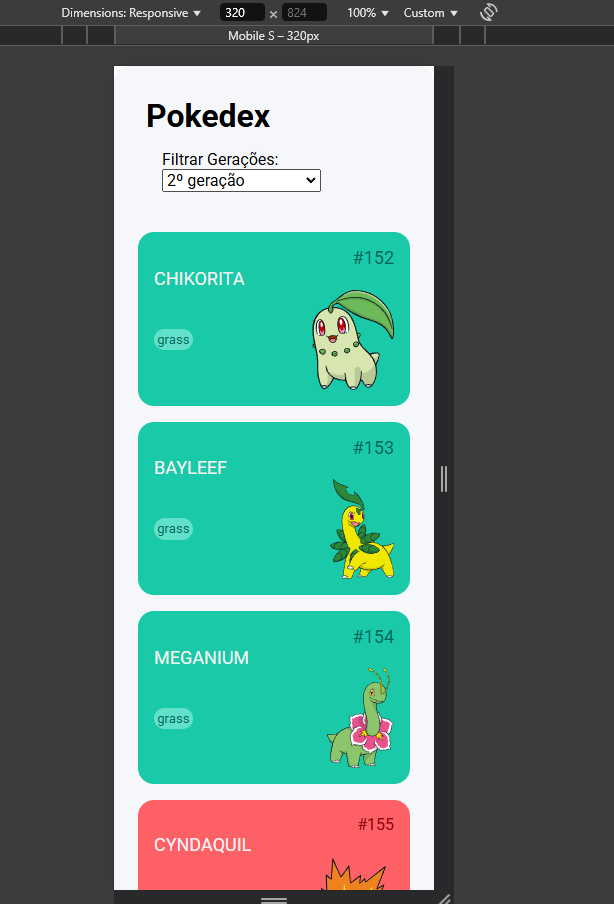 Dimensions: Responsive 320 × 824 100% Custom
Mobile S – 320px
Pokedex
Filtrar Gerações:
2º geração
#152
CHIKORITA
grass
#153
BAYLEEF
grass
#154
MEGANIUM
grass
#155
CYNDAQUIL